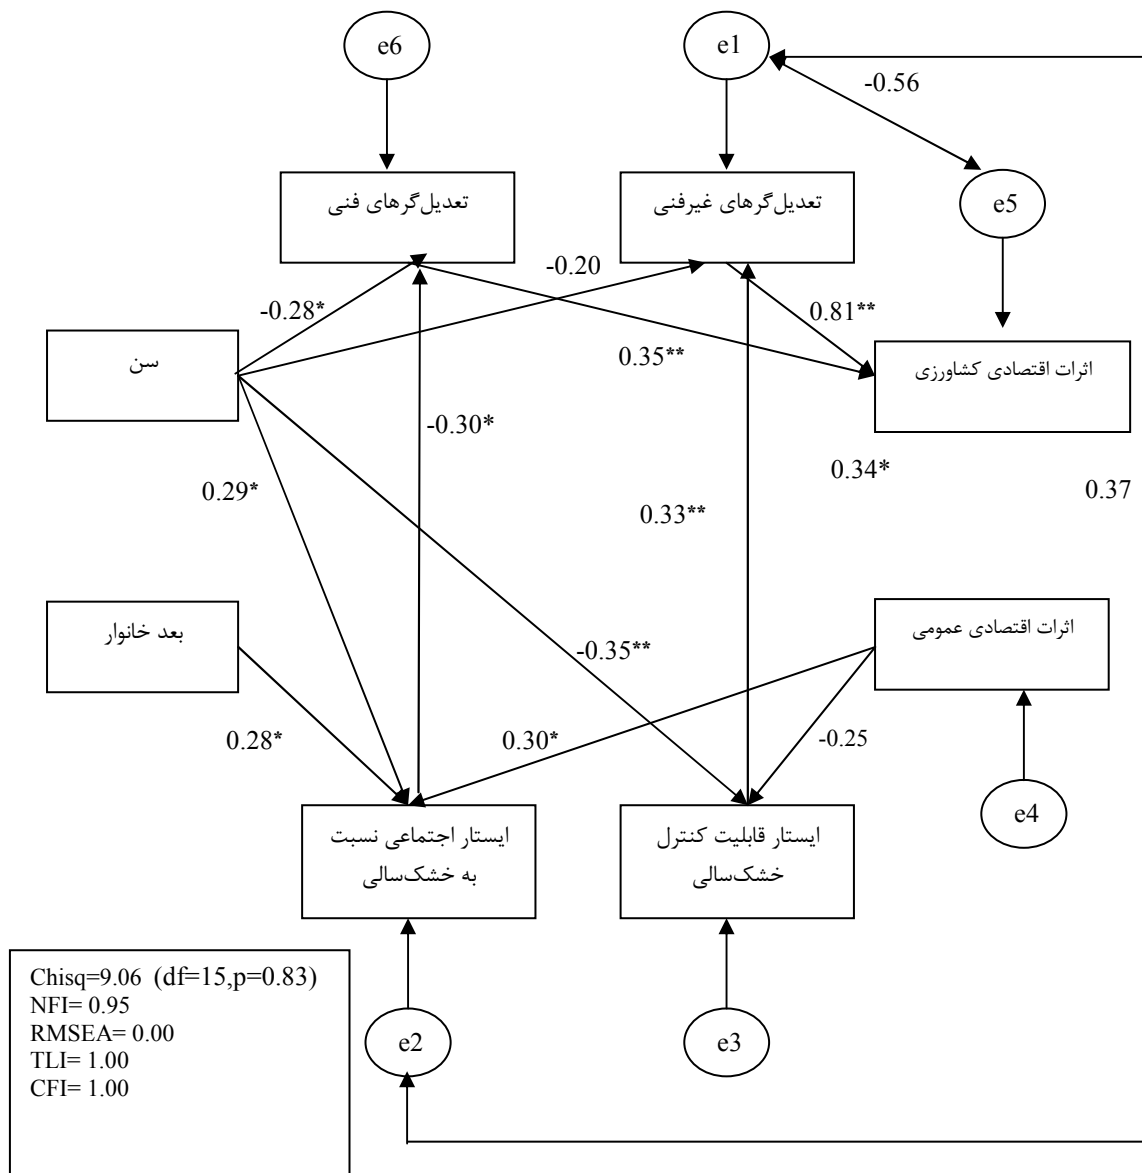 e6
e1
-0.56
تعدیل‌گرهای فنی
تعدیل‌گرهای غیرفنی
e5
-0.20
-0.28*
0.81**
سن
0.35**
اثرات اقتصادی کشاورزی
-0.30*
0.34*
0.29*
0.37
0.33**
بعد خانوار
اثرات اقتصادی عمومی
-0.35**
0.28*
0.30*
-0.25
e4
ایستار اجتماعی نسبت
به خشک‌سالی
ایستار قابلیت کنترل
خشک‌سالی
Chisq=9.06 (df=15,p=0.83)
NFI= 0.95
RMSEA= 0.00
TLI= 1.00
CFI= 1.00
e2
e3